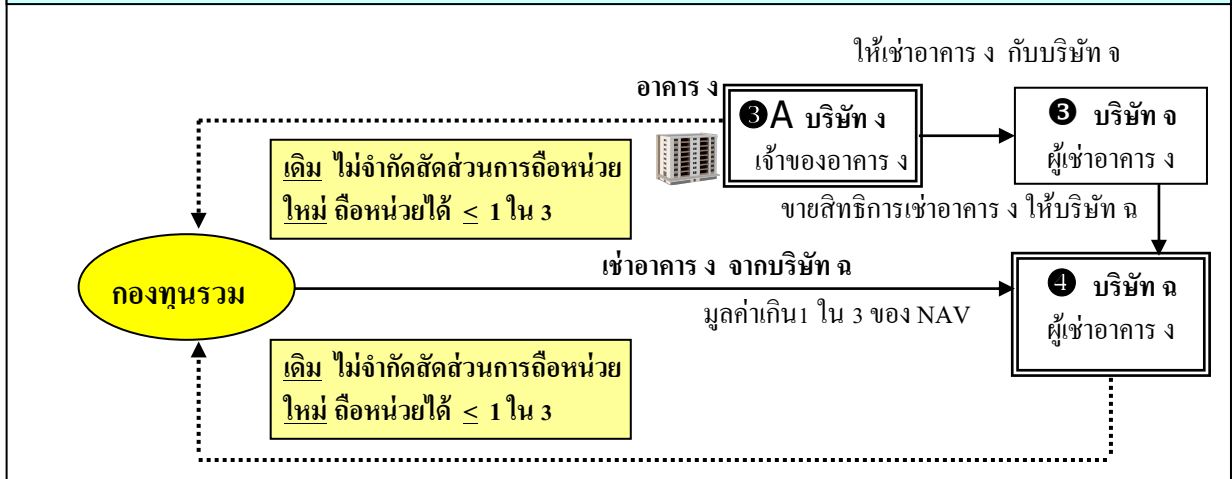 ให้เช่าอาคาร ง กับบริษัท จ
อาคาร ง
❸A บริษัท ง
เจ้าของอาคาร ง
❸ บริษัท จ
ผู้เช่าอาคาร ง
เดิม ไม่จำกัดสัดส่วนการถือหน่วย
ใหม่ ถือหน่วยได้ < 1 ใน 3
ขายสิทธิการเช่าอาคาร ง ให้บริษัท ฉ
กองทุนรวม
เช่าอาคาร ง จากบริษัท ฉ
มูลค่าเกิน1 ใน 3 ของ NAV
❹ บริษัท ฉ
ผู้เช่าอาคาร ง
เดิม ไม่จำกัดสัดส่วนการถือหน่วย
ใหม่ ถือหน่วยได้ < 1 ใน 3